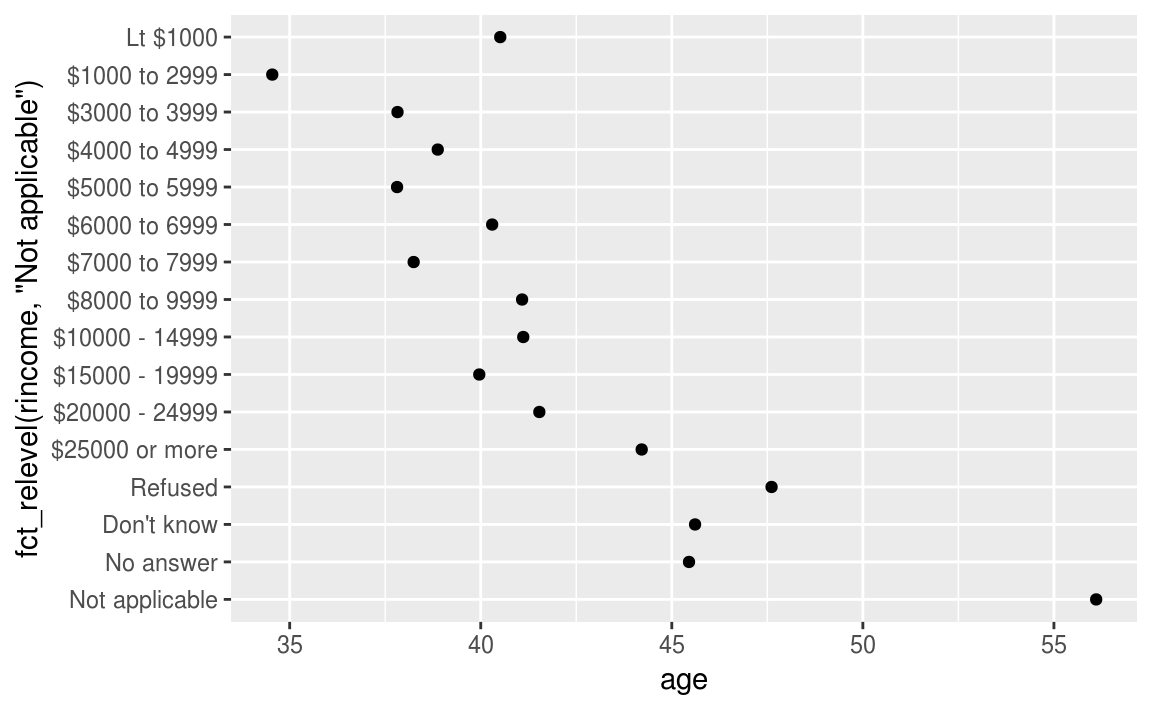 fct_relevel(rincome, "Not applicable")
Lt $1000
$1000 to 2999
$3000 to 3999
$4000 to 4999
$5000 to 5999
$6000 to 6999
$7000 to 7999
$8000 to 9999
$10000 - 14999
$15000 - 19999
$20000 - 24999
$25000 or more
Refused
Don't know
No answer
Not applicable
35 40 45 50 55
age